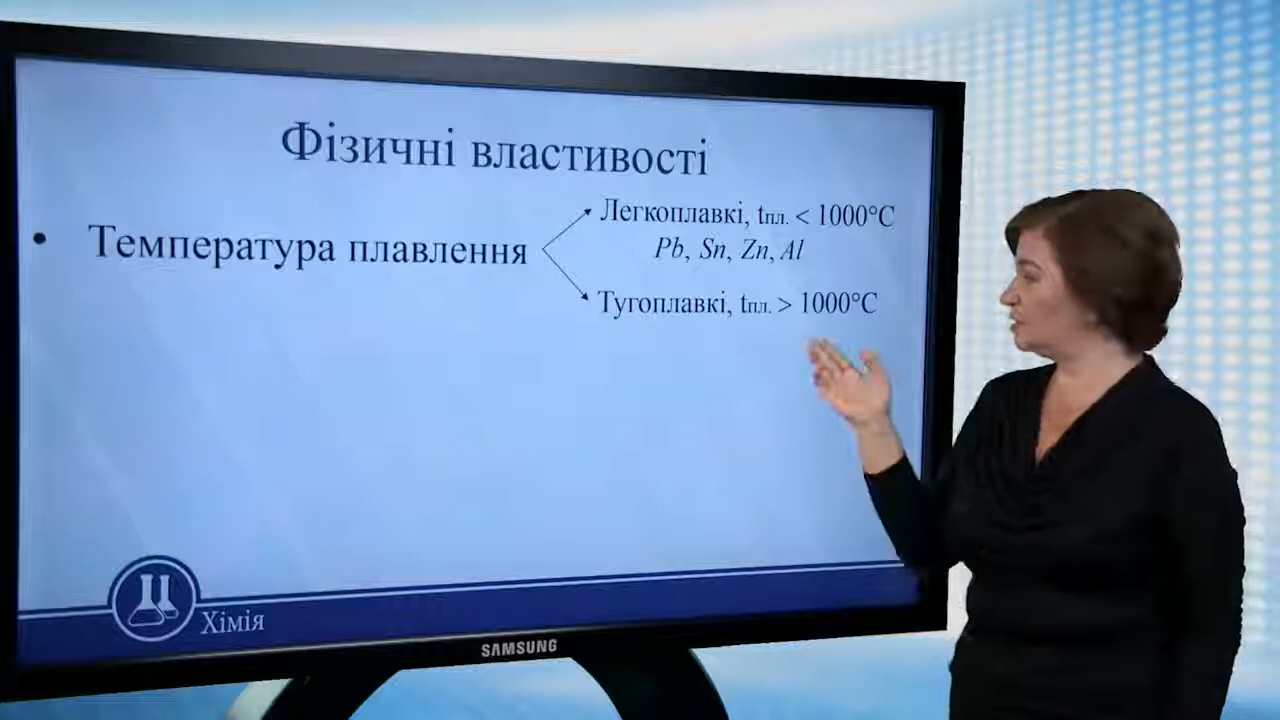 Фізичні властивості
• Температура плавлення
Легкоплавкі, tпл. < 1000°C
Pb, Sn, Zn, Al
Тугоплавкі, tпл. > 1000°C
Хімія
SAMSUNG